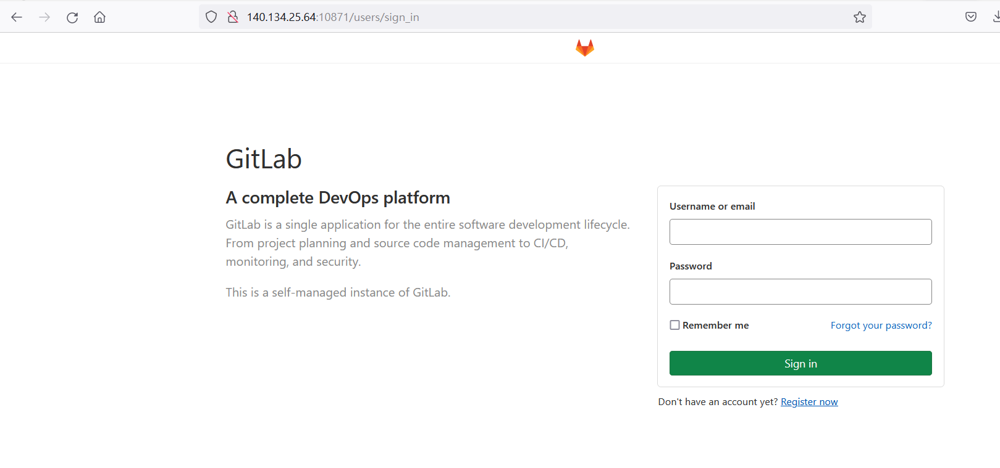 140.134.25.64:10871/users/sign_in
GitLab
A complete DevOps platform
GitLab is a single application for the entire software development lifecycle.
From project planning and source code management to CI/CD,
monitoring, and security.
This is a self-managed instance of GitLab.
Username or email
Password
Remember me
Forgot your password?
Sign in
Don't have an account yet? Register now